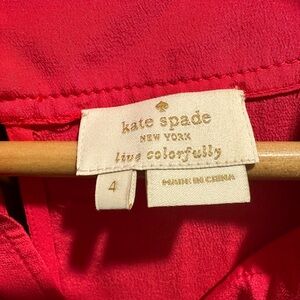 kate spade
NEW YORK
live colorfully
4
MADE IN CHINA